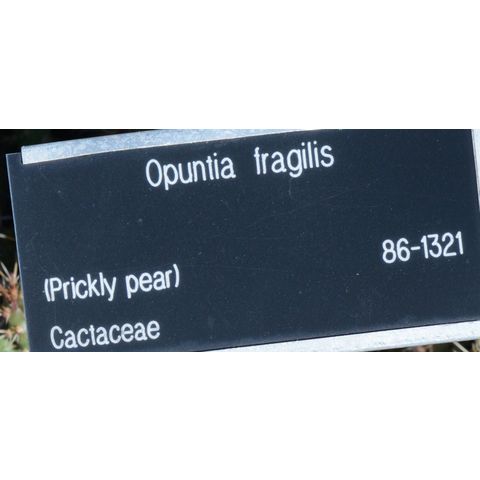 Opuntia fragilis
86-1321
(Prickly pear)
Cactaceae